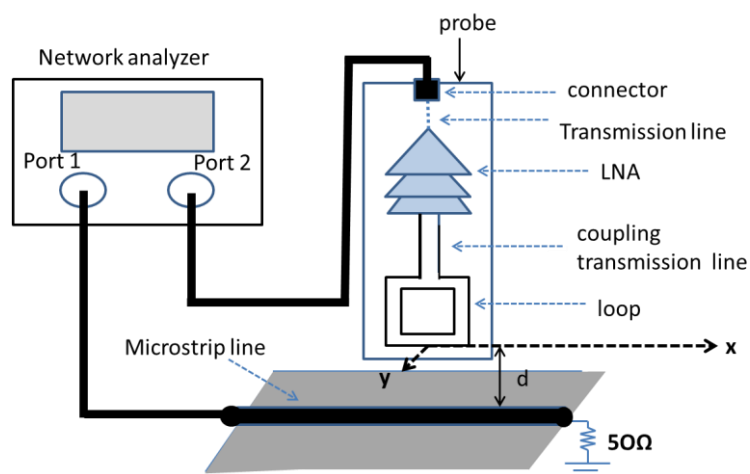 probe
Network analyzer
connector
Transmission line
Port 1
Port 2
LNA
coupling
transmission line
loop
Microstrip line
x
y
d
50Ω